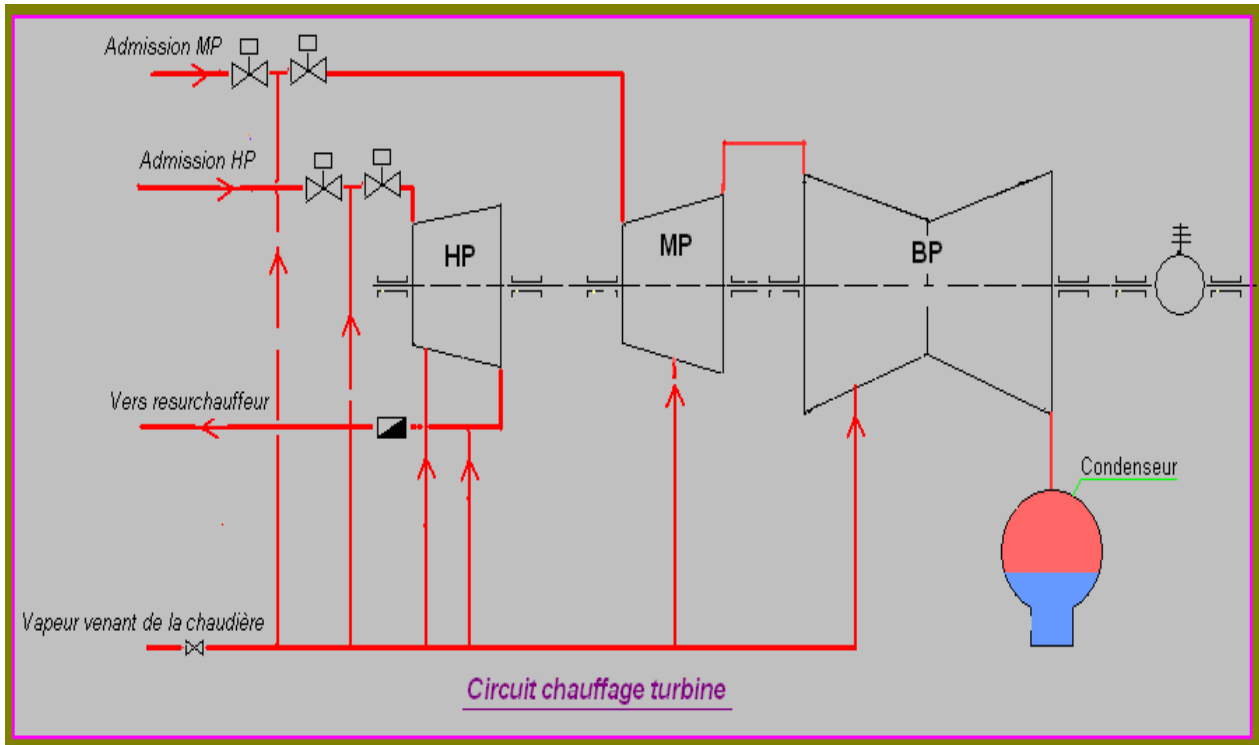 Admission MP
Admission HP
HP
MP
BP
Vers resurchauffeur
Condenseur
Vapeur venant de la chaudière
Circuit chauffage turbine